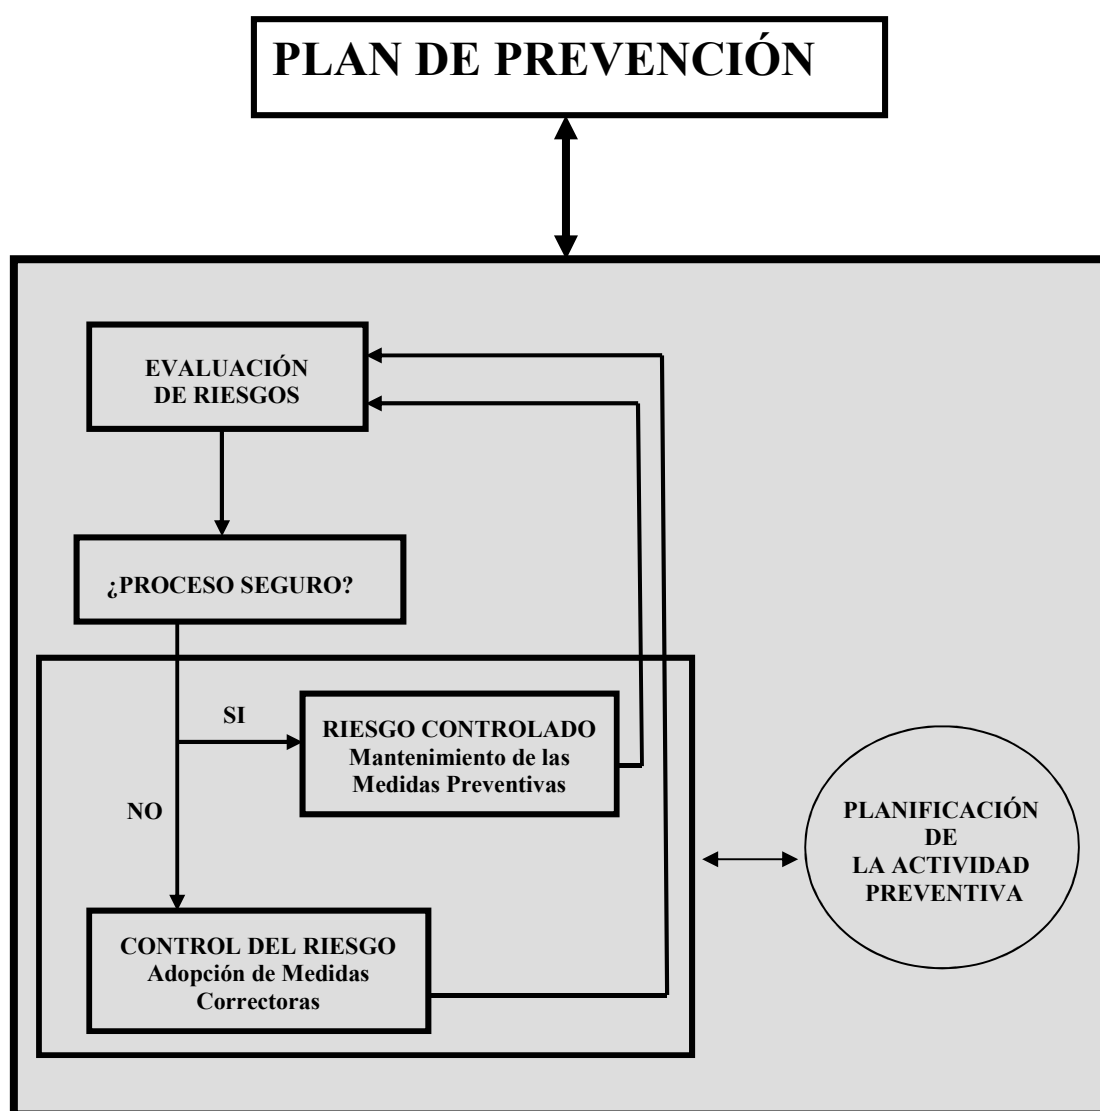 PLAN DE PREVENCIÓN
EVALUACIÓN
DE RIESGOS
¿PROCESO SEGURO?
SI
RIESGO CONTROLADO
Mantenimiento de las
Medidas Preventivas
NO
PLANIFICACIÓN
DE
LA ACTIVIDAD
PREVENTIVA
CONTROL DEL RIESGO
Adopción de Medidas
Correctoras